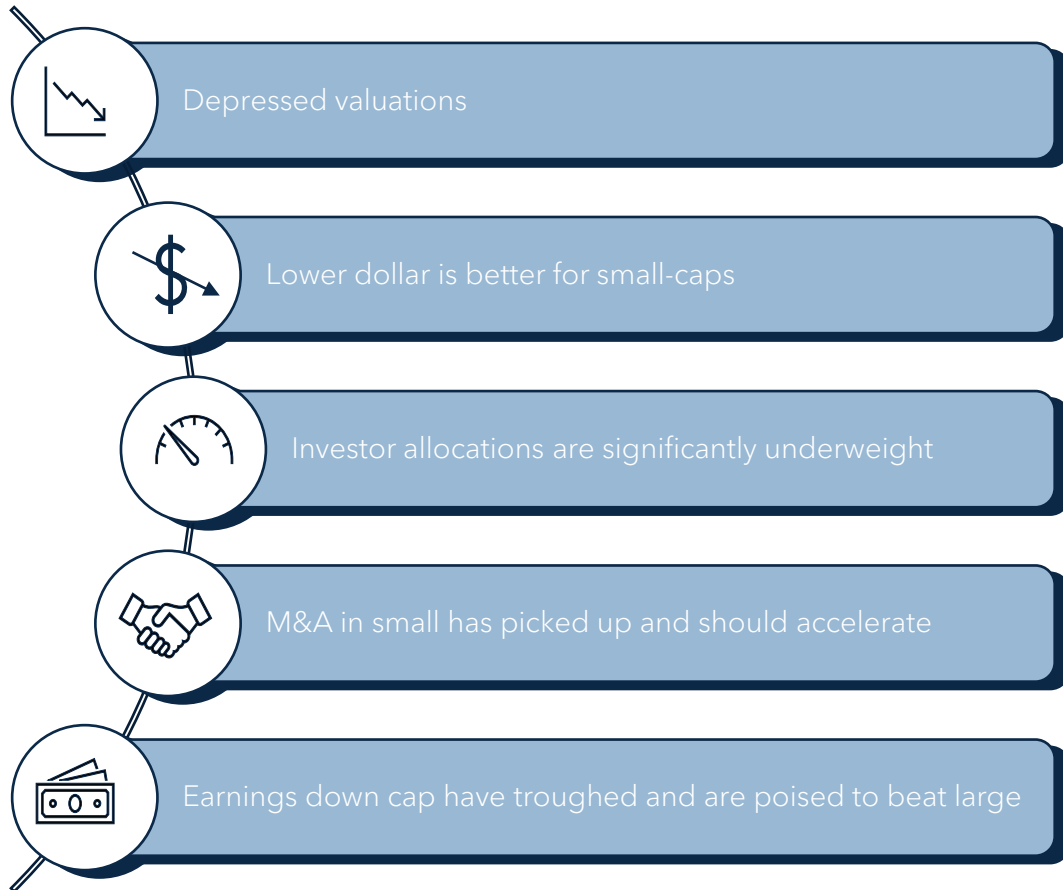 Depressed valuations
Lower dollar is better for small-caps
Investor allocations are significantly underweight
M&A in small has picked up and should accelerate
Earnings down cap have troughed and are poised to beat large